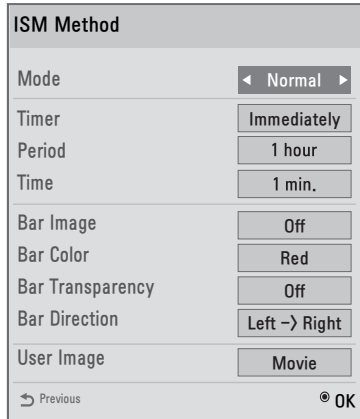 ISM Method
Mode ◄ Normal ►
Timer Immediately
Period 1 hour
Time 1 min.
Bar Image Off
Bar Color Red
Bar Transparency Off
Bar Direction Left –> Right
User Image Movie
Previous OK